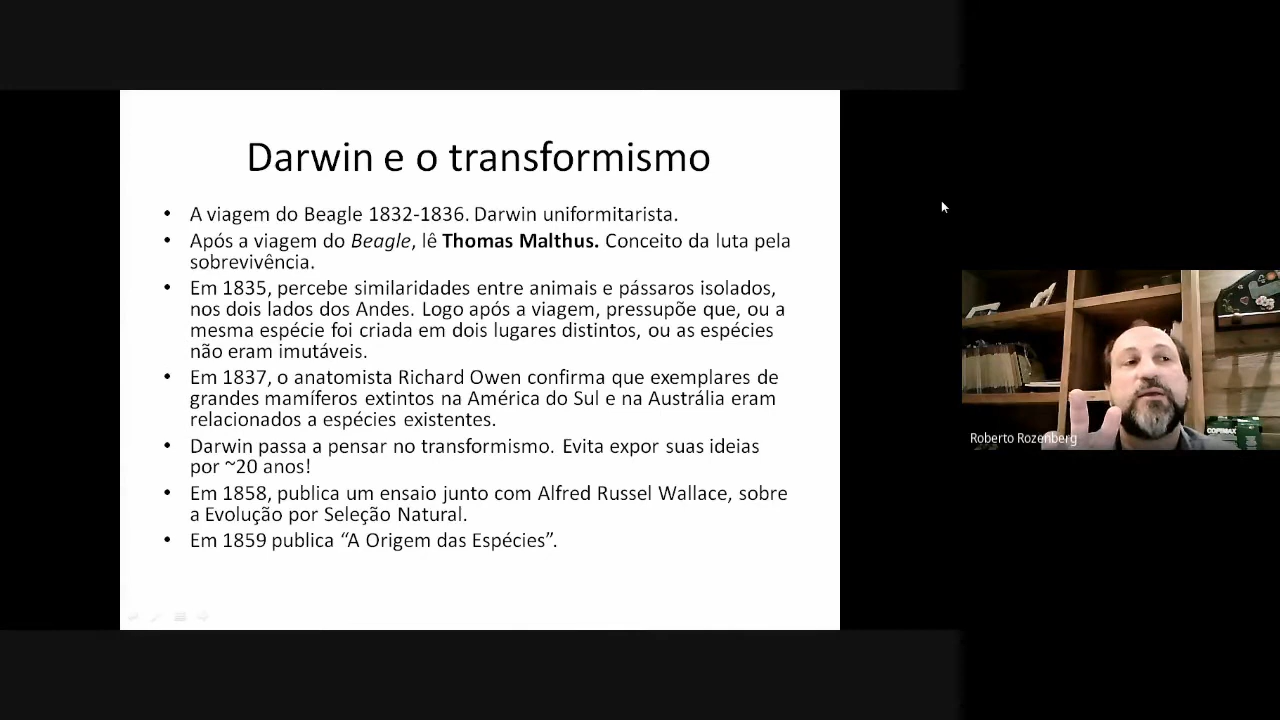 Darwin e o transformismo
• A viagem do Beagle 1832-1836. Darwin uniformitarista.
• Após a viagem do Beagle, lê Thomas Malthus. Conceito da luta pela
sobrevivência.
• Em 1835, percebe similaridades entre animais e pássaros isolados,
nos dois lados dos Andes. Logo após a viagem, pressupõe que, ou a
mesma espécie foi criada em dois lugares distintos, ou as espécies
não eram imutáveis.
• Em 1837, o anatomista Richard Owen confirma que exemplares de
grandes mamíferos extintos na América do Sul e na Austrália eram
relacionados a espécies existentes.
• Darwin passa a pensar no transformismo. Evita expor suas ideias
por ~20 anos!
• Em 1858, publica um ensaio junto com Alfred Russel Wallace, sobre
a Evolução por Seleção Natural.
• Em 1859 publica “A Origem das Espécies”.
Roberto Rozenberg